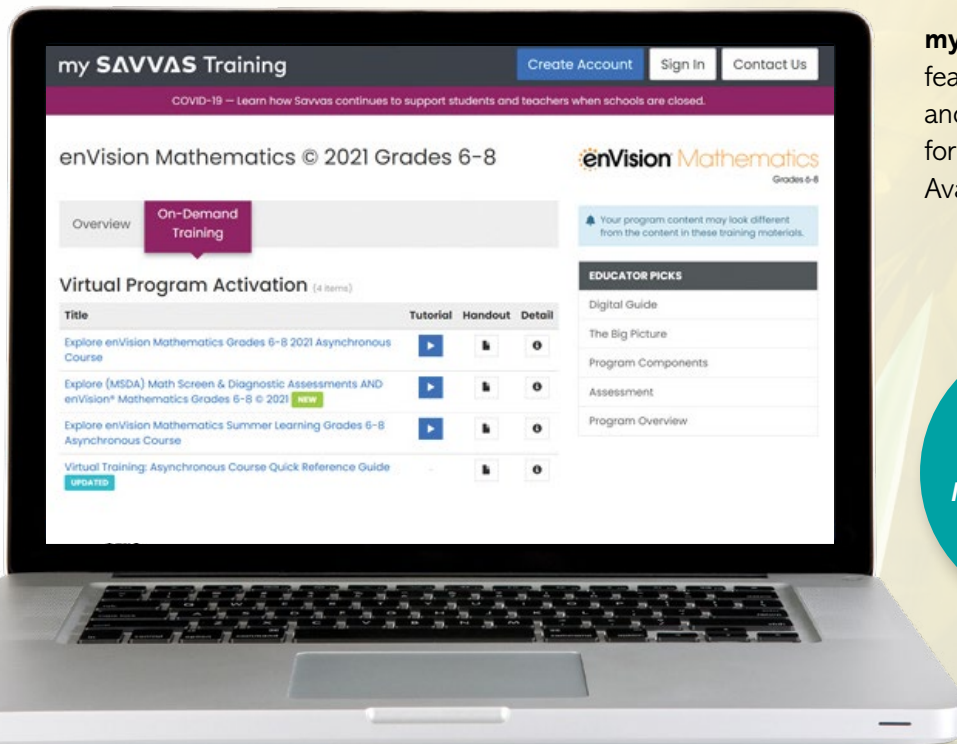 my SAVVAS Training
Create Account
Sign In
Contact Us
COVID-19 — Learn how Savvas continues to support students and teachers when schools are closed.
enVision Mathematics © 2021 Grades 6-8
enVision Mathematics
Grades 6-8
Overview
On-Demand
Training
Your program content may look different
from the content in these training materials.
Virtual Program Activation (4 items)
Title Tutorial Handout Detail
Explore enVision Mathematics Grades 6-8 2021 Asynchronous
Course
Explore (MSDA) Math Screen & Diagnostic Assessments AND
enVision® Mathematics Grades 6-8 © 2021 NEW
Explore enVision Mathematics Summer Learning Grades 6-8
Asynchronous Course
Virtual Training: Asynchronous Course Quick Reference Guide
UPDATED
EDUCATOR PICKS
Digital Guide
The Big Picture
Program Components
Assessment
Program Overview
my
fea
and
for
Ava